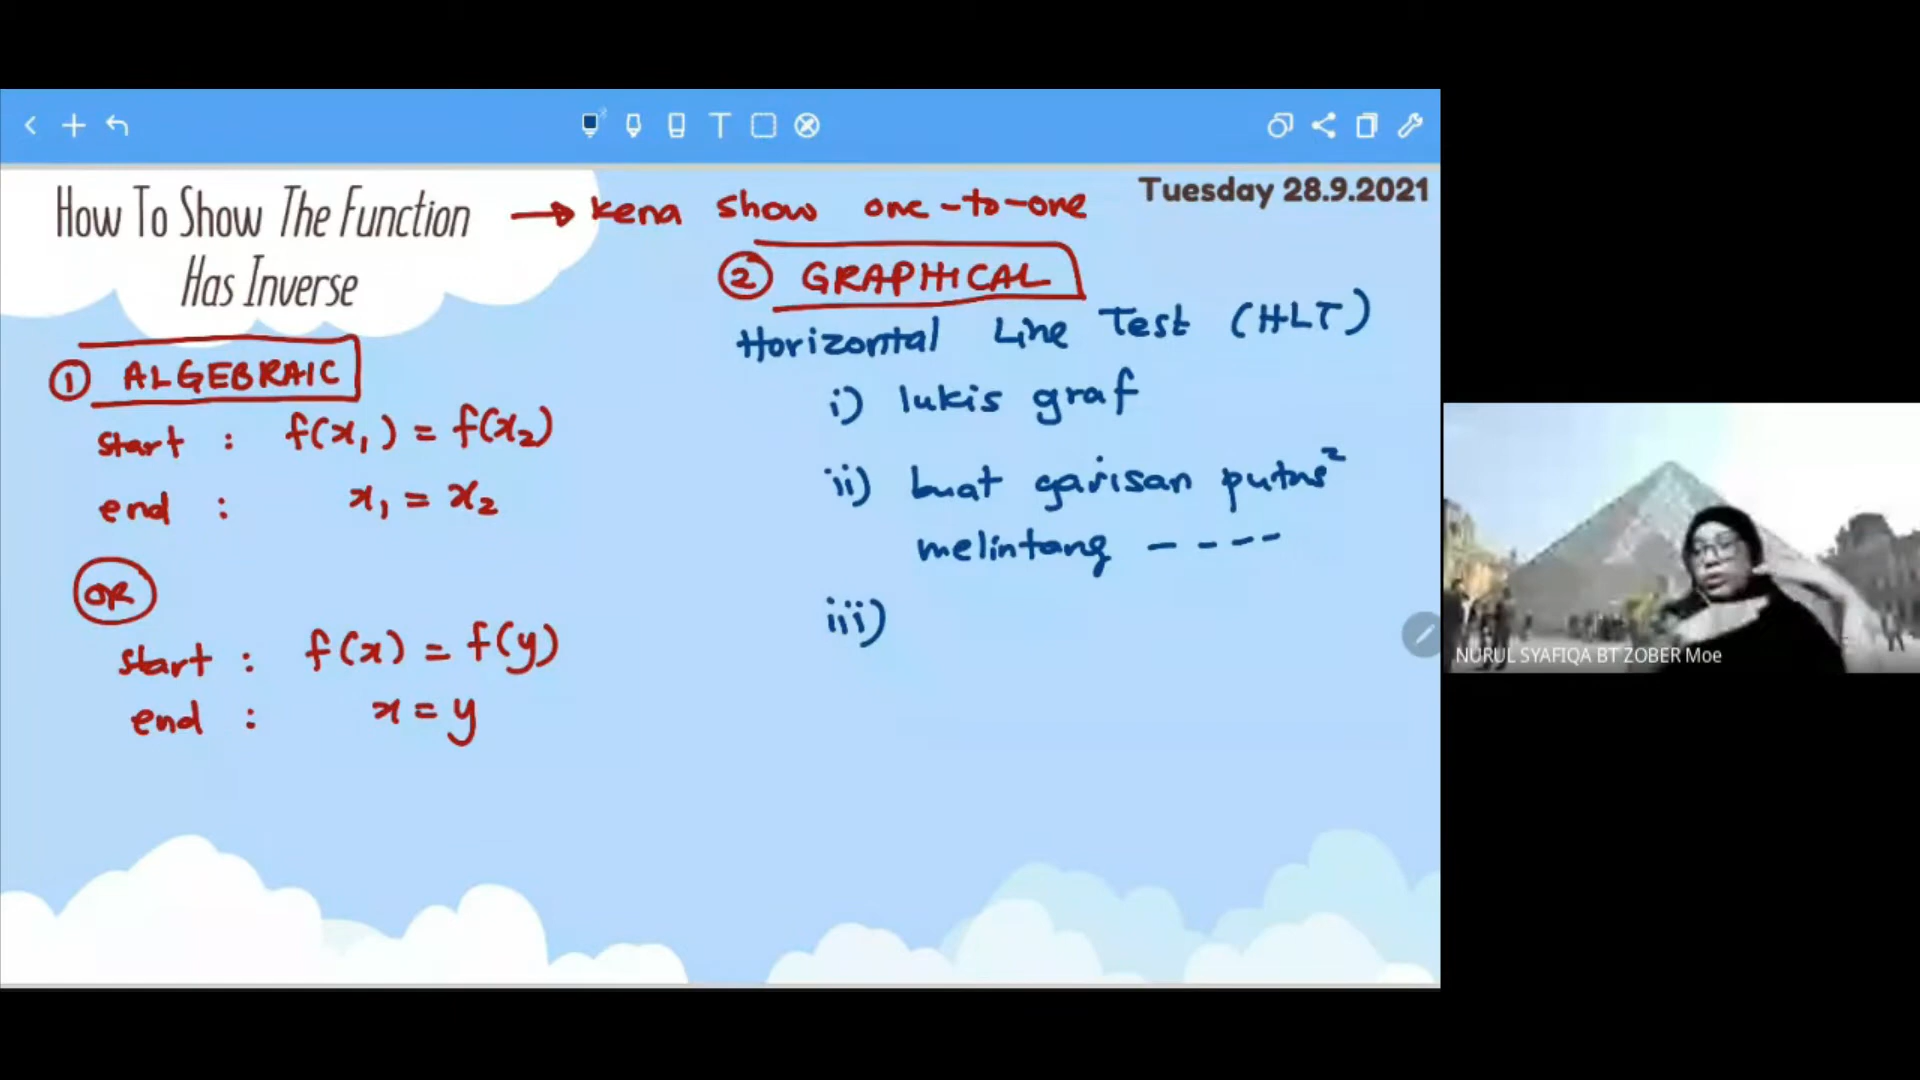 How To Show The Function
Has Inverse
→ kena show one-to-one
Tuesday 28.9.2021
① ALGEBRAIC
start : f(x₁) = f(x₂)
end : x₁ = x₂
OR
start : f(x) = f(y)
end : x = y
② GRAPHICAL
Horizontal Line Test (HLT)
i) lukis graf
ii) buat garisan putus²
melintang ----
iii)
T
NURUL SYAFIQA BT ZOBER Moe